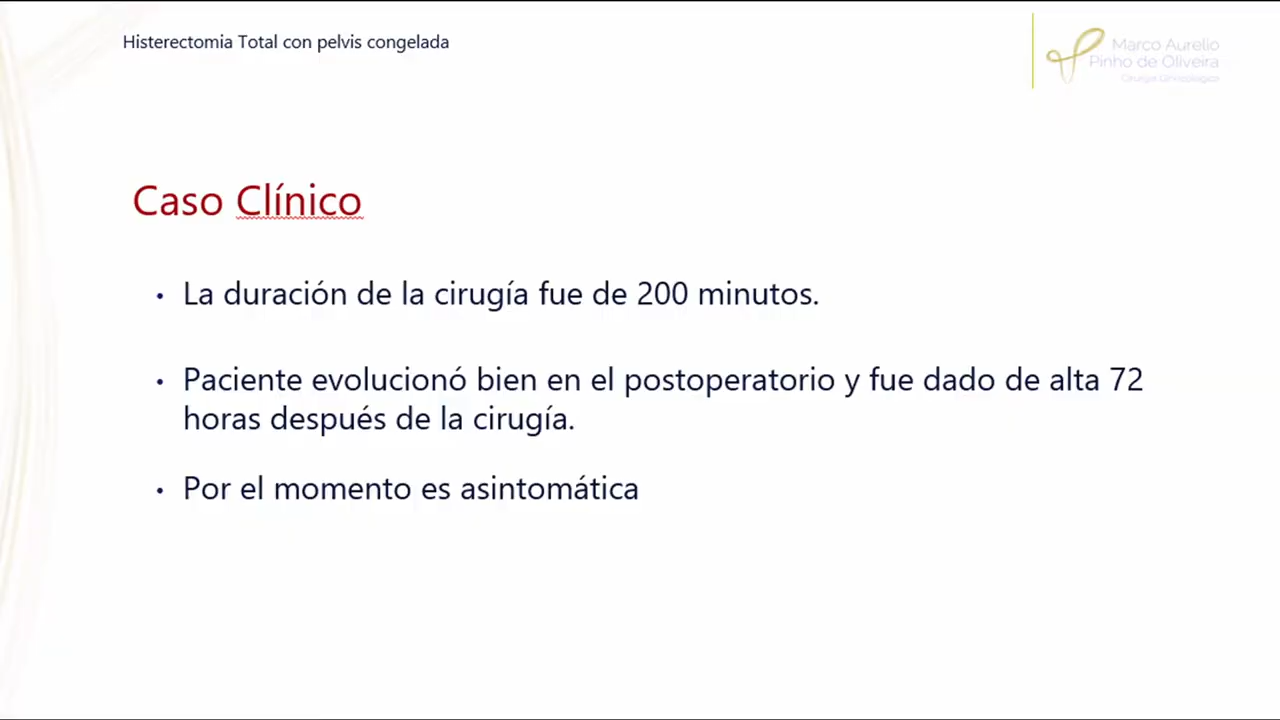 Histerectomia Total con pelvis congelada
Marco Aurelio
Pinho de Oliveira
Cirurgia Ginecológica
Caso Clínico
• La duración de la cirugía fue de 200 minutos.
• Paciente evolucionó bien en el postoperatorio y fue dado de alta 72
horas después de la cirugía.
• Por el momento es asintomática